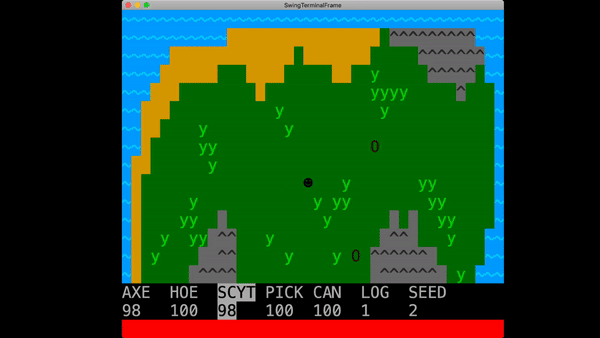 SwingTerminalFrame
AXE HOE SCYT PICK CAN LOG SEED
98 100 98 100 100 1 2